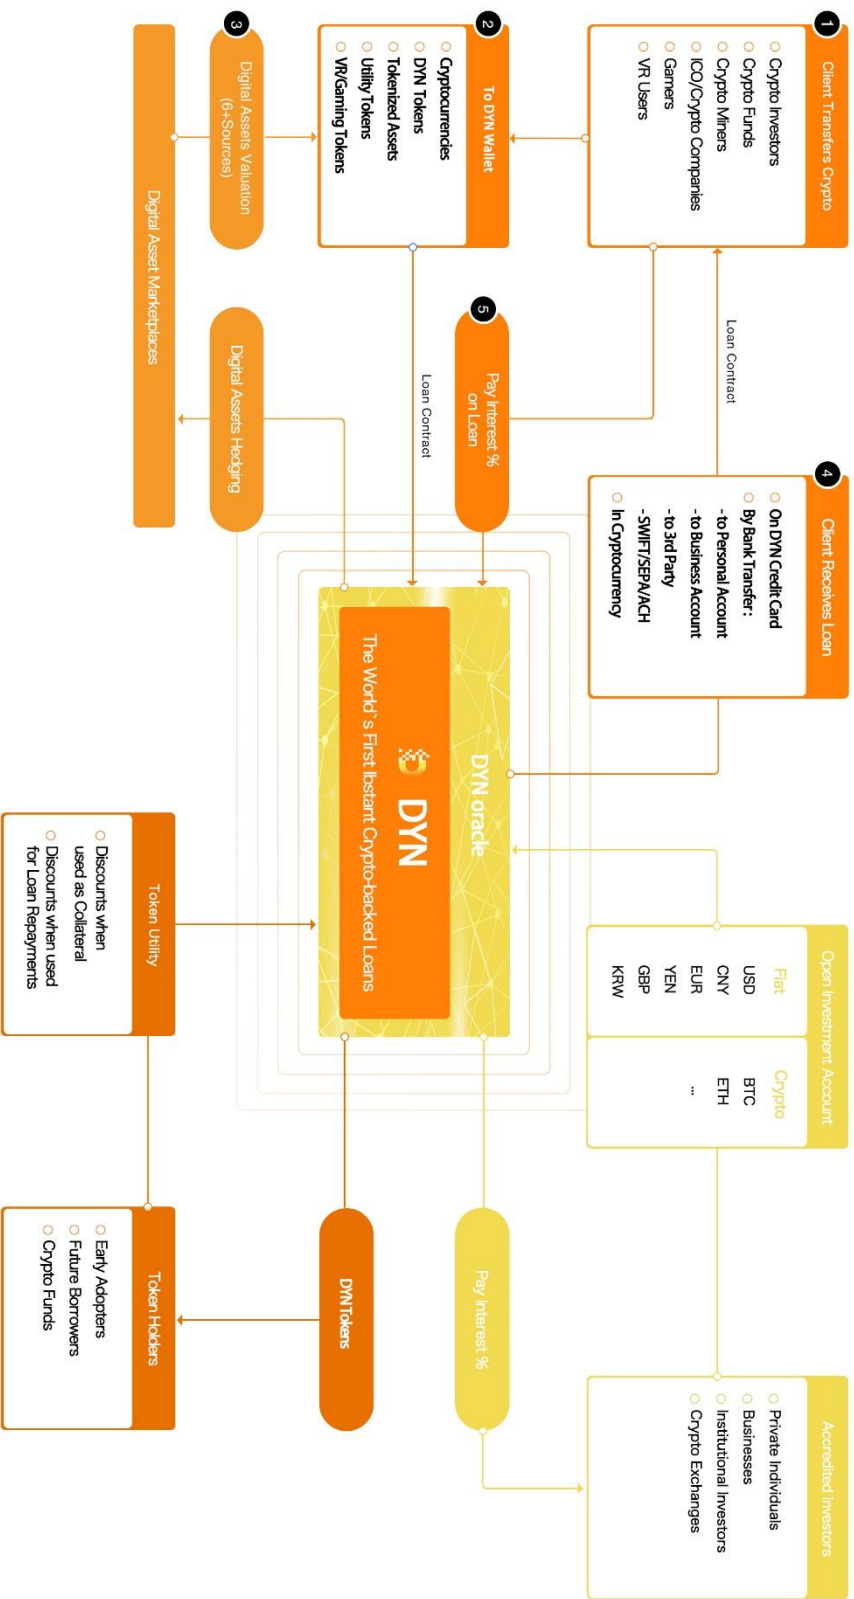 1
Client Transfers Crypto
Crypto Investors
Crypto Funds
Crypto Miners
ICO/Crypto Companies
Gamers
VR Users
Loan Contract
4
Client Receives Loan
On DYN Credit Card
By Bank Transfer :
- to Personal Account
- to Business Account
- to 3rd Party
- SWIFT/SEPA/ACH
In Cryptocurrency
Open Investment Account
Fiat
USD
CNY
EUR
YEN
GBP
KRW
Crypto
BTC
ETH
...
Accredited Investors
Private Individuals
Businesses
Institutional Investors
Crypto Exchanges
2
To DYN Wallet
Cryptocurrencies
DYN Tokens
Tokenized Assets
Utility Tokens
VR/Gaming Tokens
5
Pay Interest %
on Loan
Loan Contract
DYN oracle
DYN
The World`s First Ibstant Crypto-backed Loans
Pay Interest %
DYN Tokens
3
Digital Assets Valuation
(6+Sources)
Digital Assets Hedging
Digital Asset Marketplaces
Token Utility
Discounts when
used as Collateral
Discounts when used
for Loan Repayments
Token Holders
Early Adopters
Future Borrowers
Crypto Funds